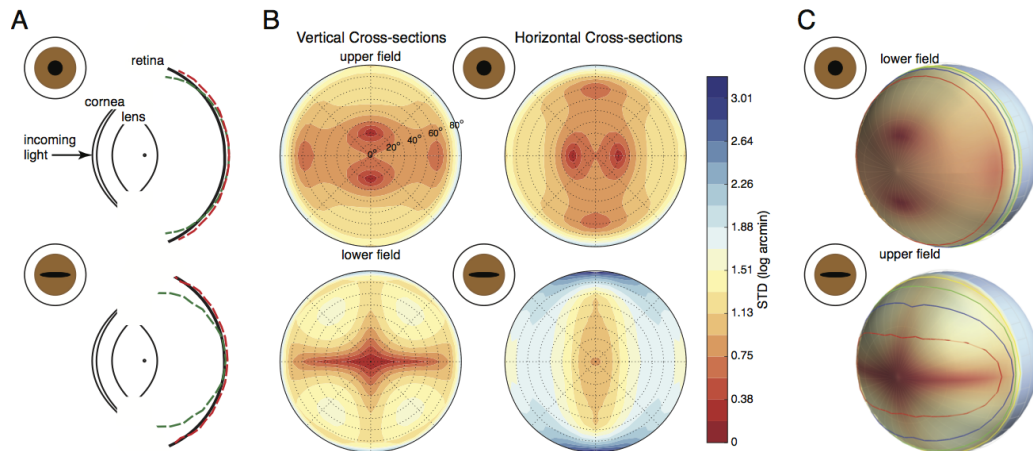 A
B
C
Vertical Cross-sections
Horizontal Cross-sections
retina
upper field
lower field
cornea
lens
incoming
light
0°
20°
40°
60°
80°
3.01
2.64
2.26
1.88
1.51
1.13
0.75
0.38
0
STD (log arcmin)
lower field
upper field